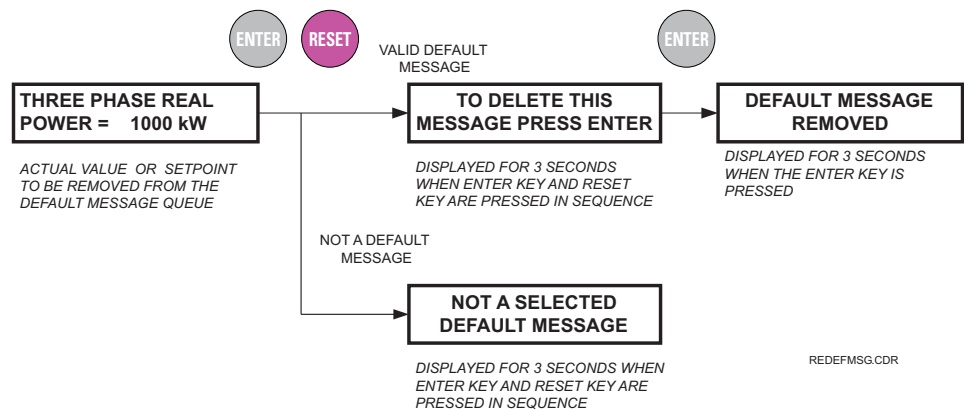 ENTER
RESET
ENTER
VALID DEFAULT
MESSAGE
THREE PHASE REAL
POWER = 1000 kW
TO DELETE THIS
MESSAGE PRESS ENTER
DEFAULT MESSAGE
REMOVED
ACTUAL VALUE OR SETPOINT
TO BE REMOVED FROM THE
DEFAULT MESSAGE QUEUE
DISPLAYED FOR 3 SECONDS
WHEN ENTER KEY AND RESET
KEY ARE PRESSED IN SEQUENCE
DISPLAYED FOR 3 SECONDS
WHEN THE ENTER KEY IS
PRESSED
NOT A DEFAULT
MESSAGE
NOT A SELECTED
DEFAULT MESSAGE
DISPLAYED FOR 3 SECONDS WHEN
ENTER KEY AND RESET KEY ARE
PRESSED IN SEQUENCE
REDEFMSG.CDR